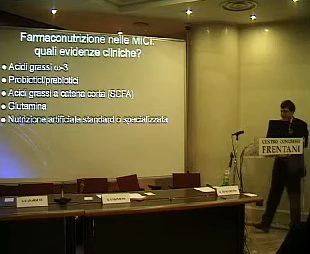 Farmaconutrizione nelle MICI:
quali evidenze cliniche?
● Acidi grassi ω-3
● Probiotici/prebiotici
● Acidi grassi a catena corta (SCFA)
● Glutamina
● Nutrizione artificiale standard o specializzata
CENTRO CONGRESSI
FRENTANI